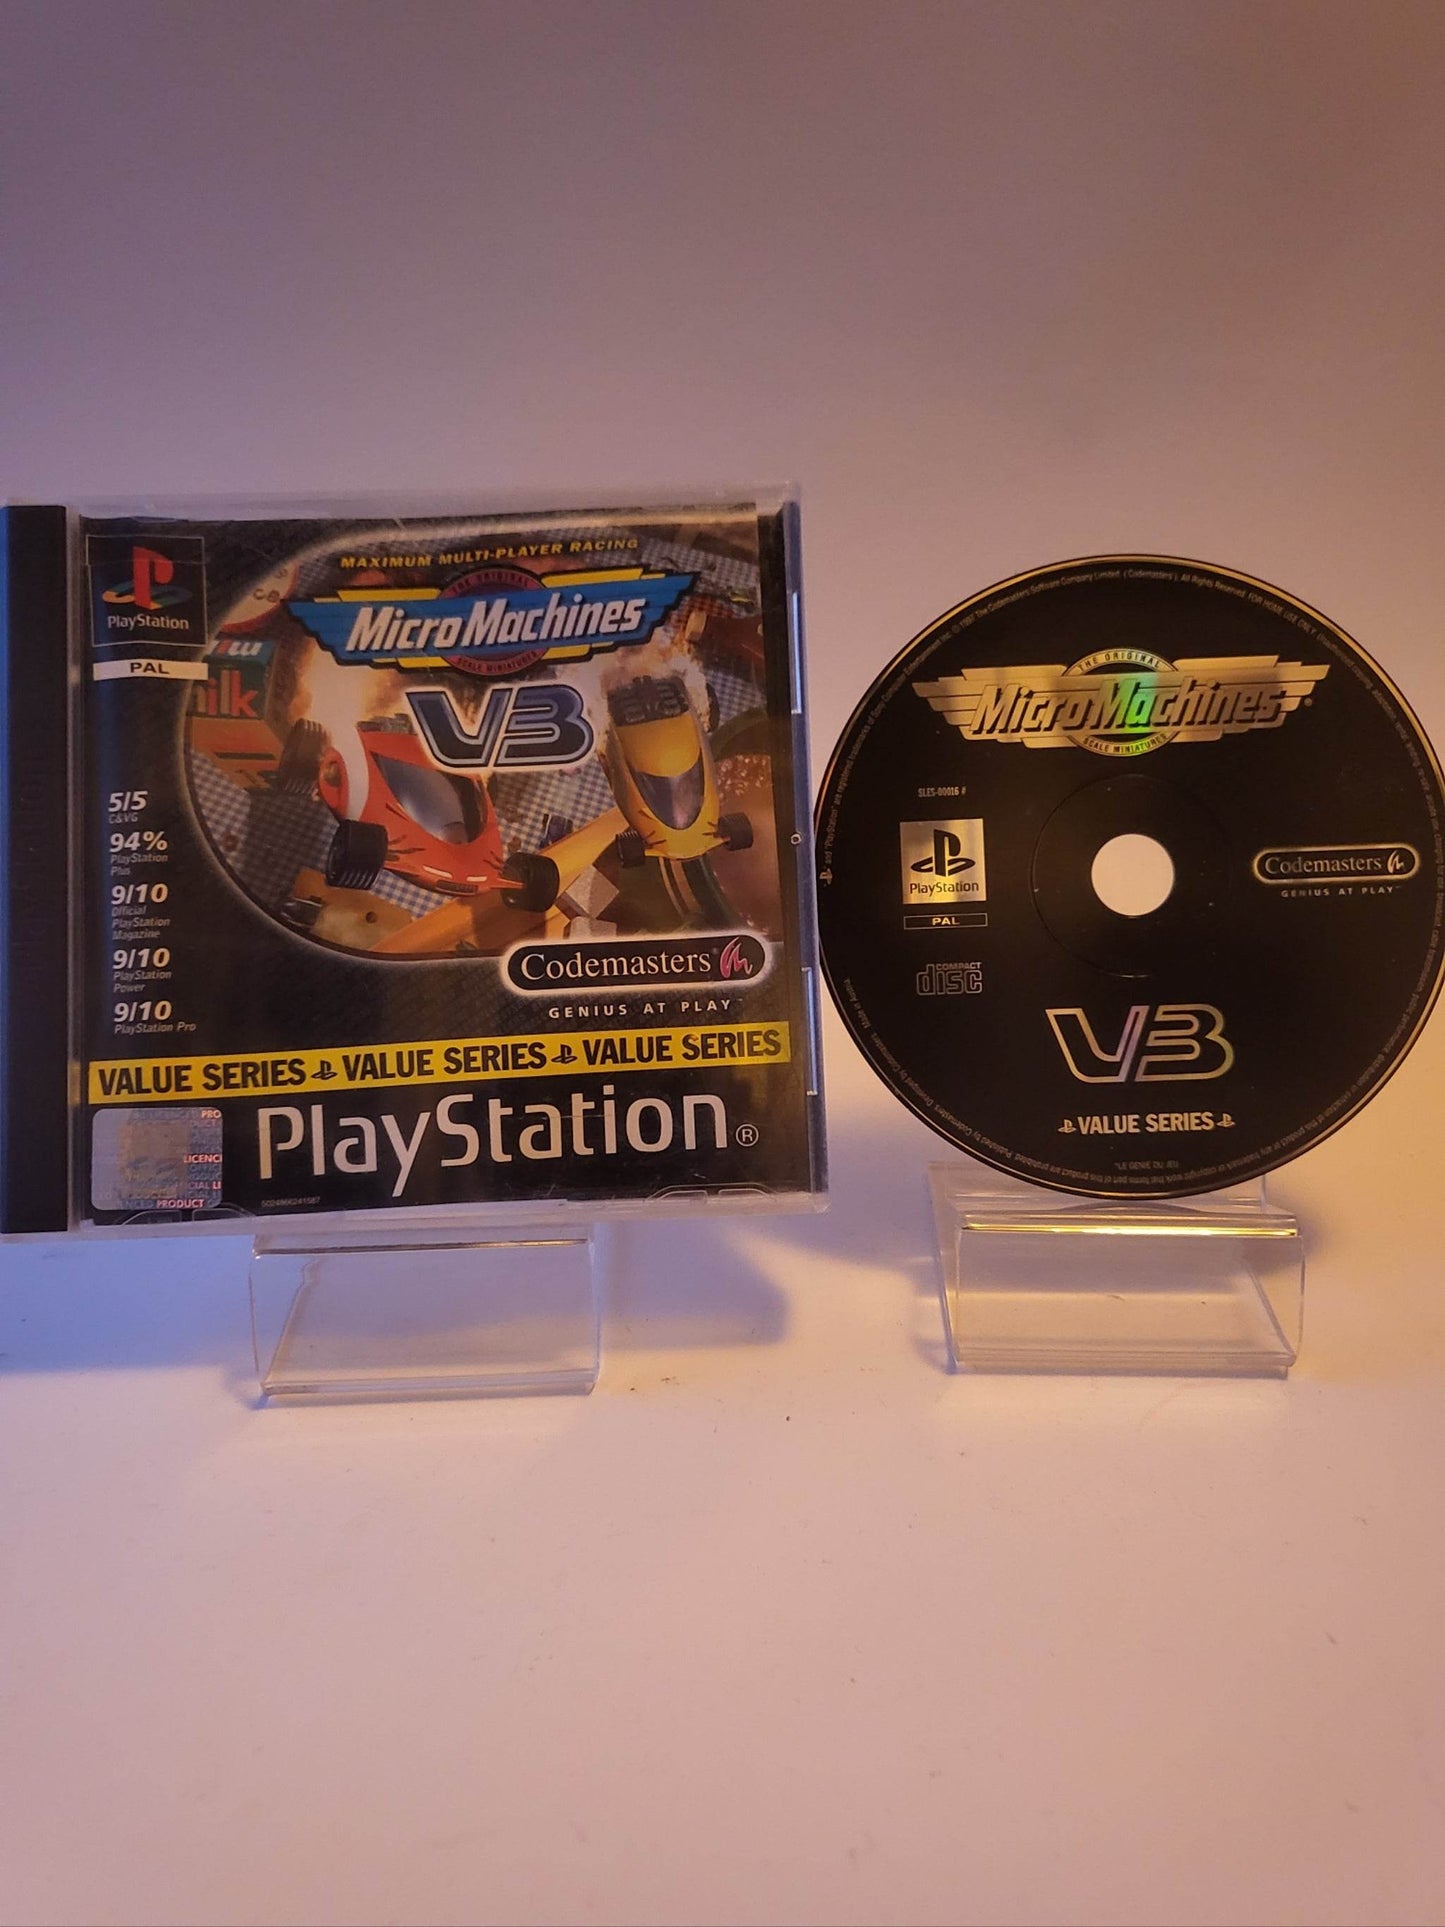 PlayStation
PAL
MAXIMUM MULTI-PLAYER RACING
THE ORIGINAL
MicroMachines
SCALE MINIATURES
V3
ilk
5/5
C&VG
94%
PlayStation
Plus
9/10
Official
PlayStation
Magazine
9/10
PlayStation
Power
9/10
PlayStation Pro
Codemasters
GENIUS AT PLAY™
VALUE SERIES VALUE SERIES VALUE SERIES
PlayStation®
THE ORIGINAL
MicroMachines®
SCALE MINIATURES
SLES-00016 #
PlayStation
PAL
COMPACT
disc
Codemasters
GENIUS AT PLAY™
V3
VALUE SERIES